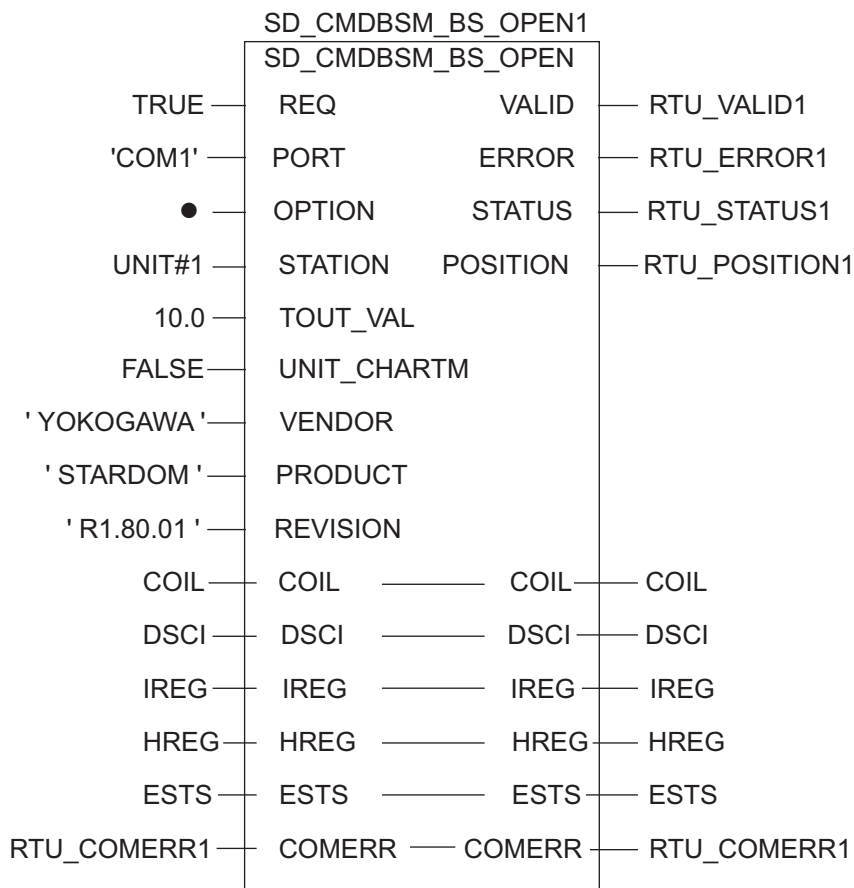 SD_CMDBSM_BS_OPEN1
SD_CMDBSM_BS_OPEN
TRUE REQ VALID RTU_VALID1
'COM1' PORT ERROR RTU_ERROR1
● OPTION STATUS RTU_STATUS1
UNIT#1 STATION POSITION RTU_POSITION1
10.0 TOUT_VAL
FALSE UNIT_CHARTM
' YOKOGAWA ' VENDOR
' STARDOM ' PRODUCT
' R1.80.01 ' REVISION
COIL COIL COIL COIL
DSCI DSCI DSCI DSCI
IREG IREG IREG IREG
HREG HREG HREG HREG
ESTS ESTS ESTS ESTS
RTU_COMERR1 COMERR COMERR RTU_COMERR1